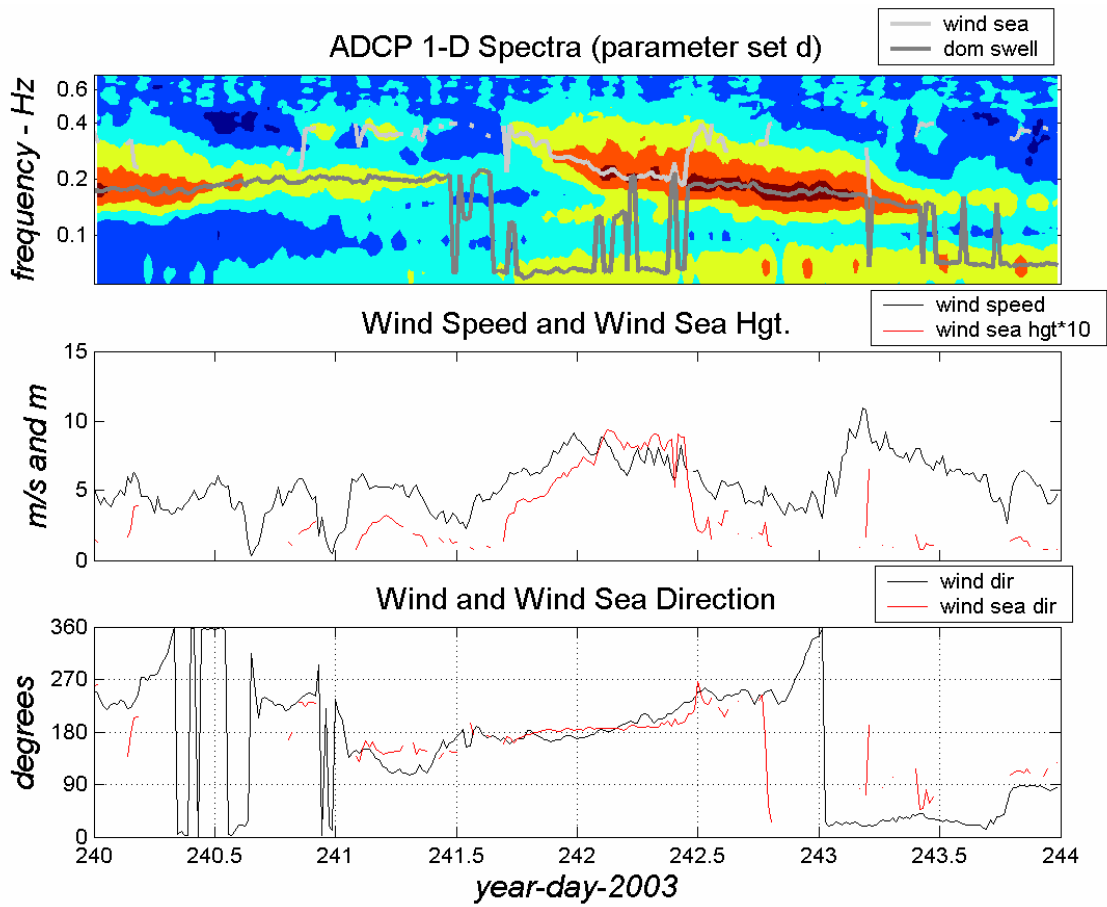 wind sea
dom swell
ADCP 1-D Spectra (parameter set d)
frequency - Hz
0.6
0.4
0.2
0.1
wind speed
wind sea hgt*10
Wind Speed and Wind Sea Hgt.
m/s and m
15
10
5
0
wind dir
wind sea dir
Wind and Wind Sea Direction
degrees
360
270
180
90
0
240 240.5 241 241.5 242 242.5 243 243.5 244
year-day-2003